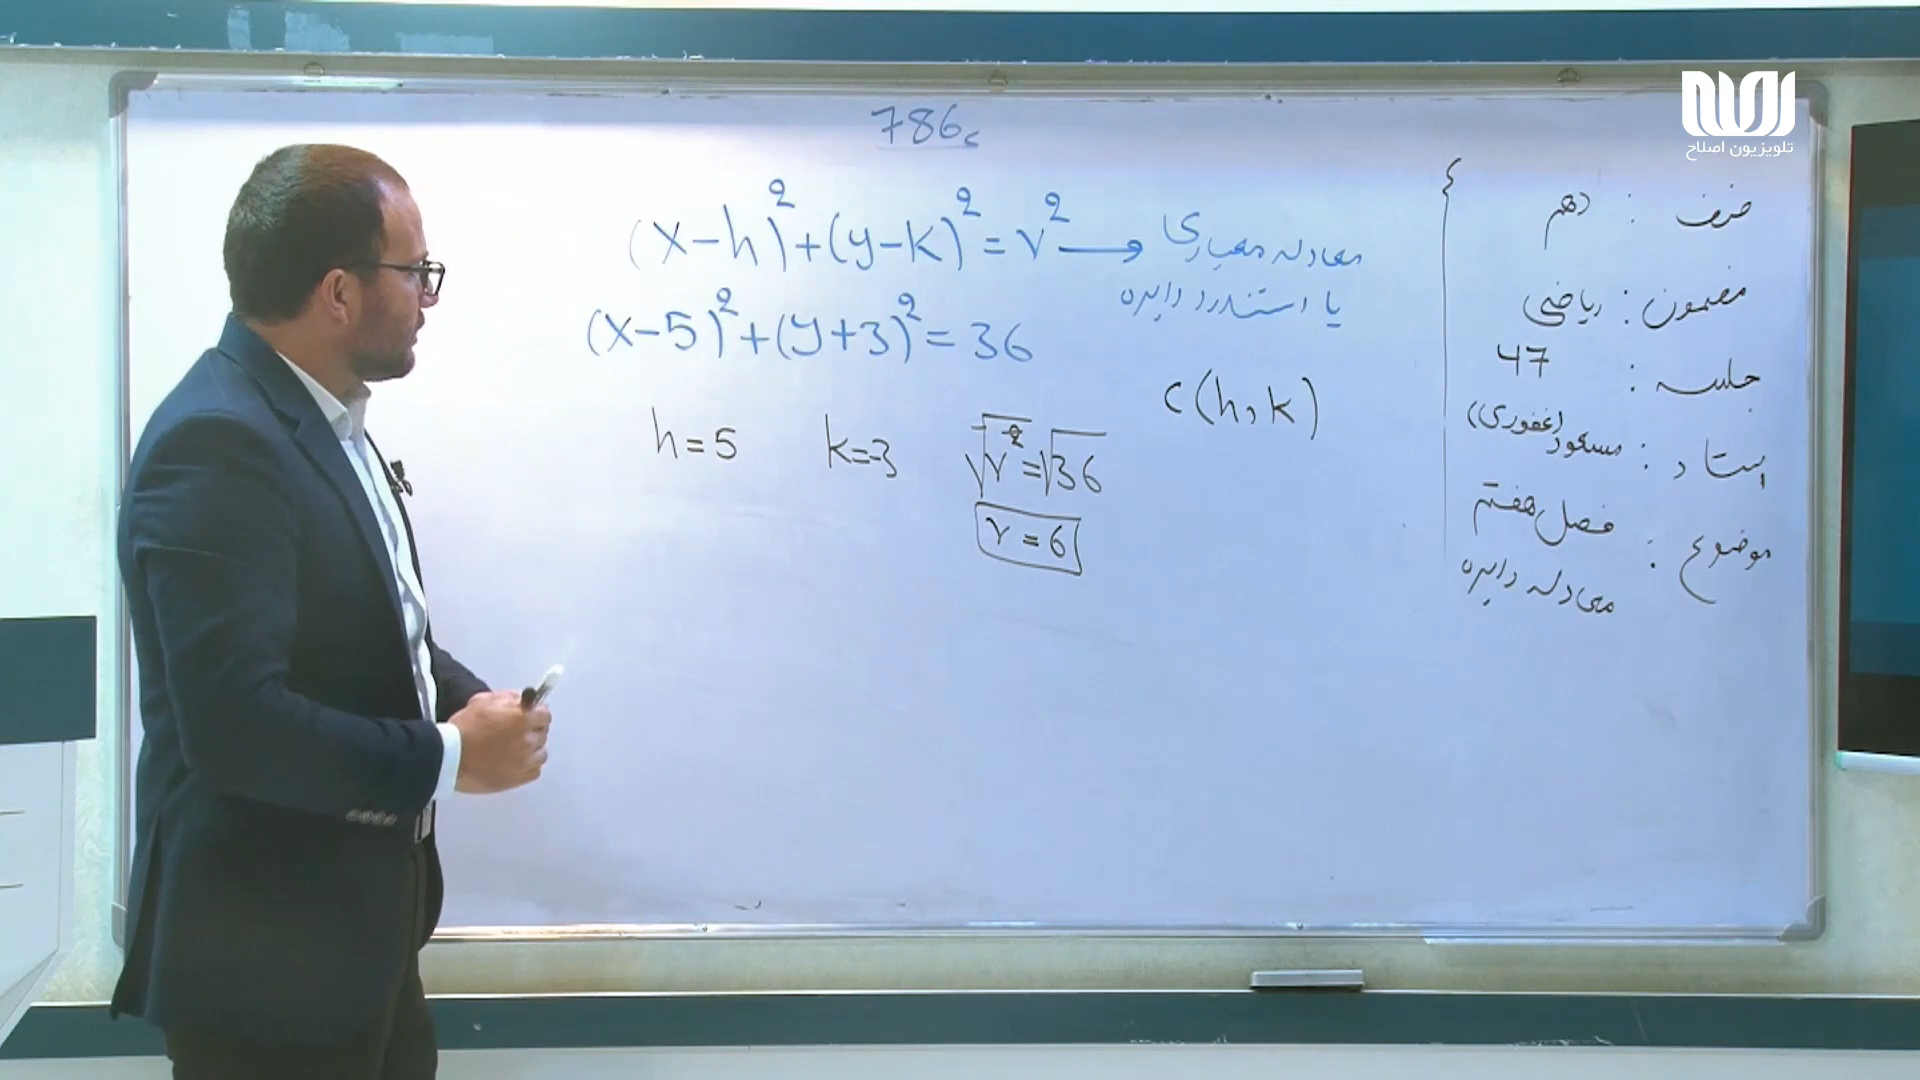 786
(x-h)²+(y-k)²=r² → معادله معیاری
یا استندرد دایره
(x-5)²+(y+3)²=36
c(h,k)
h=5 k=-3 √r²=√36
r=6
صنف : دهم
مضمون : ریاضی
جلسه : 47
استاد : مسعود (غفوری)
موضوع : فصل هفتم
معادله دایره
تلویزیون اصلاح